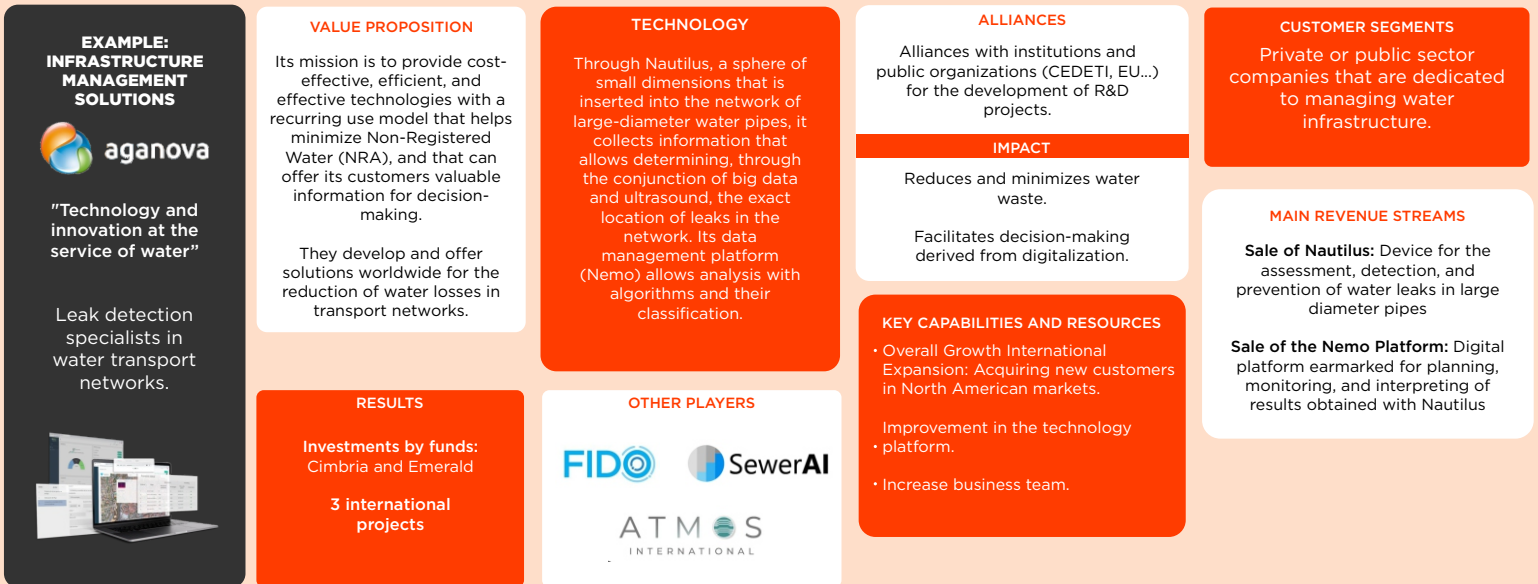 EXAMPLE:
INFRASTRUCTURE
MANAGEMENT
SOLUTIONS
aganova
"Technology and
innovation at the
service of water”
Leak detection
specialists in
water transport
networks.
VALUE PROPOSITION
Its mission is to provide cost-
effective, efficient, and
effective technologies with a
recurring use model that helps
minimize Non-Registered
Water (NRA), and that can
offer its customers valuable
information for decision-
making.
They develop and offer
solutions worldwide for the
reduction of water losses in
transport networks.
RESULTS
Investments by funds:
Cimbria and Emerald
3 international
projects
TECHNOLOGY
Through Nautilus, a sphere of
small dimensions that is
inserted into the network of
large-diameter water pipes, it
collects information that
allows determining, through
the conjunction of big data
and ultrasound, the exact
location of leaks in the
network. Its data
management platform
(Nemo) allows analysis with
algorithms and their
classification.
OTHER PLAYERS
FIDO
SewerAI
ATMOS
INTERNATIONAL
ALLIANCES
Alliances with institutions and
public organizations (CEDETI, EU...)
for the development of R&D
projects.
IMPACT
Reduces and minimizes water
waste.
Facilitates decision-making
derived from digitalization.
KEY CAPABILITIES AND RESOURCES
• Overall Growth International
Expansion: Acquiring new customers
in North American markets.
Improvement in the technology
• platform.
• Increase business team.
CUSTOMER SEGMENTS
Private or public sector
companies that are dedicated
to managing water
infrastructure.
MAIN REVENUE STREAMS
Sale of Nautilus: Device for the
assessment, detection, and
prevention of water leaks in large
diameter pipes
Sale of the Nemo Platform: Digital
platform earmarked for planning,
monitoring, and interpreting of
results obtained with Nautilus